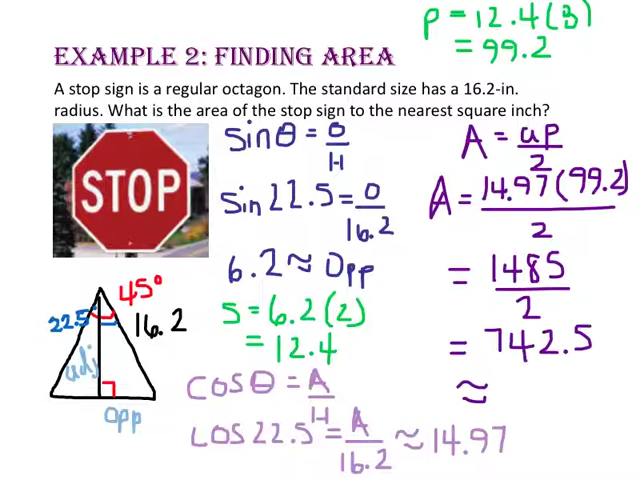 p = 12.4(8)
= 99.2
EXAMPLE 2: FINDING AREA
A stop sign is a regular octagon. The standard size has a 16.2-in.
radius. What is the area of the stop sign to the nearest square inch?
STOP
sinθ = O/H
sin 22.5 = O/16.2
6.2 ≈ Opp
s = 6.2(2)
= 12.4
A = ap/2
A = 14.97(99.2)/2
= 1485/2
= 742.5
≈
45°
22.5
16.2
adj
opp
cosθ = A/H
cos 22.5 = A/16.2 ≈ 14.97